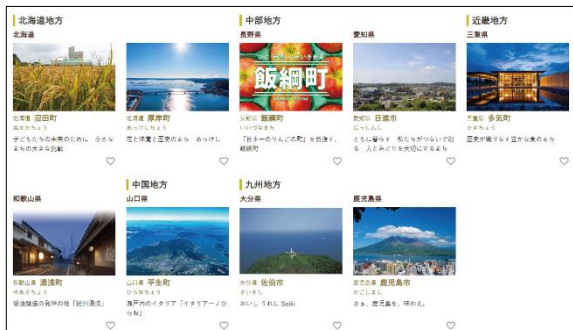 北海道地方
北海道
北海道 沼田町
ぬまたちょう
子どもたちの未来のために 小さな
まちの大きな挑戦
北海道 厚岸町
あっけしちょう
花と味覚と歴史のまち あっけし
中部地方
長野県
飯綱町
長野県 飯綱町
いいづなまち
「日本一のりんごの町」を目指す、
飯綱町
愛知県
愛知県 日進市
にっしんし
ともに暮らす 私たちがつないで創
る 人とみどりを大切にするまち
近畿地方
三重県
三重県 多気町
たきちょう
歴史が織りなす豊かな食のまち
和歌山県
和歌山県 湯浅町
ゆあさちょう
醤油醸造の発祥の地「紀州湯浅」
中国地方
山口県
山口県 平生町
ひらおちょう
瀬戸内のイタリア「イタリアーノひ
らお」
九州地方
大分県
大分県 佐伯市
さいきし
おいし うれし Saiki
鹿児島県
鹿児島県 鹿児島市
かごしまし
さぁ、鹿児島を、味わえ。